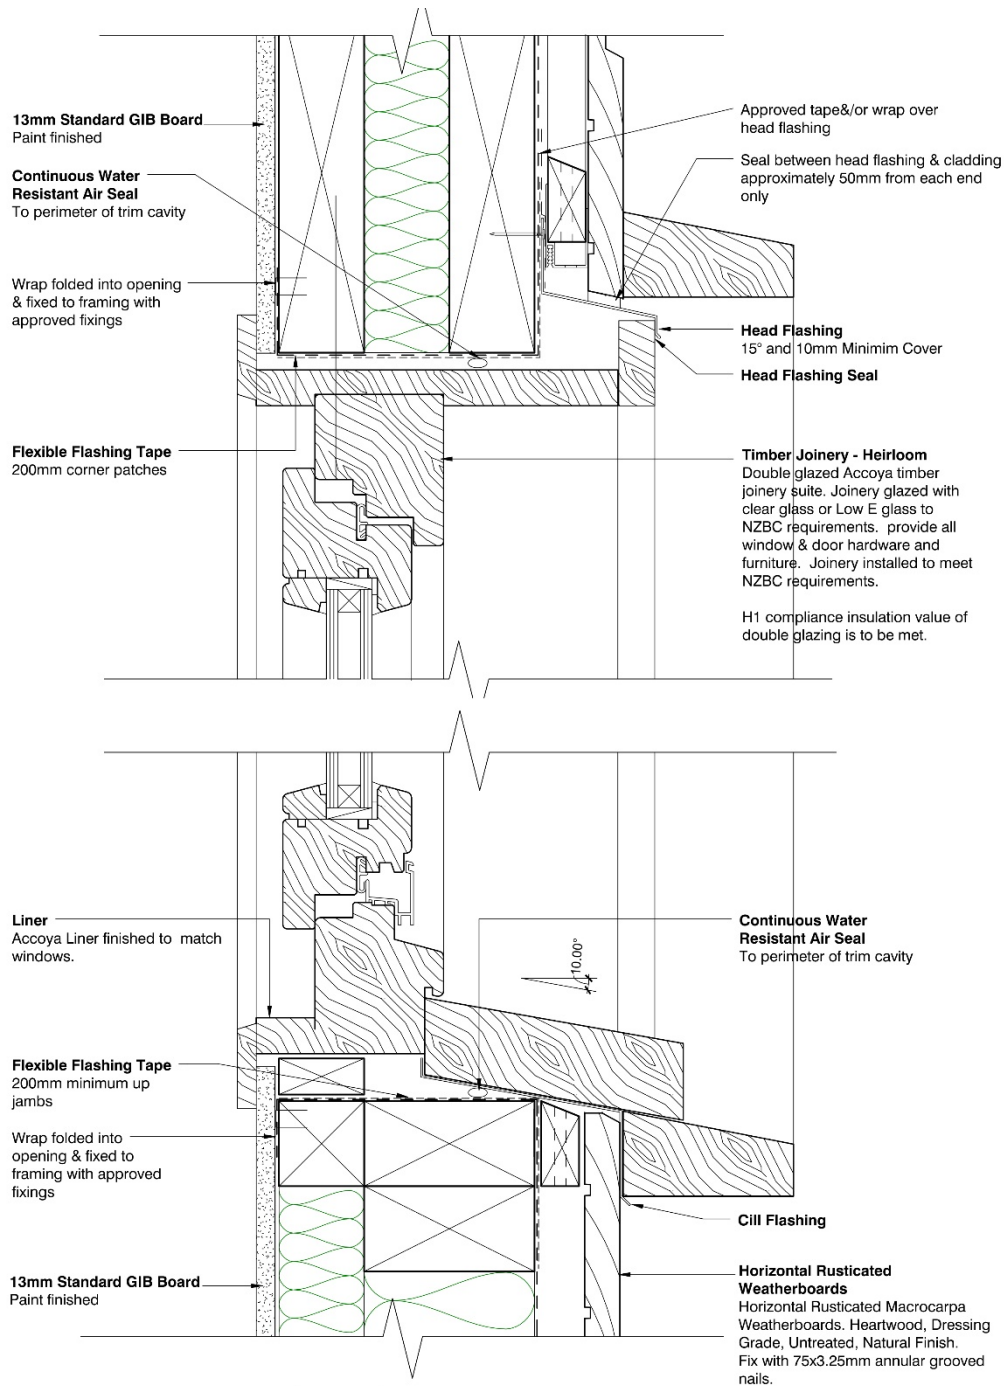 13mm Standard GIB Board
Paint finished
Continuous Water
Resistant Air Seal
To perimeter of trim cavity
Wrap folded into opening
& fixed to framing with
approved fixings
Flexible Flashing Tape
200mm corner patches
Approved tape&/or wrap over
head flashing
Seal between head flashing & cladding
approximately 50mm from each end
only
Head Flashing
15° and 10mm Minimim Cover
Head Flashing Seal
Timber Joinery - Heirloom
Double glazed Accoya timber
joinery suite. Joinery glazed with
clear glass or Low E glass to
NZBC requirements. provide all
window & door hardware and
furniture. Joinery installed to meet
NZBC requirements.
H1 compliance insulation value of
double glazing is to be met.
Liner
Accoya Liner finished to match
windows.
Flexible Flashing Tape
200mm minimum up
jambs
Wrap folded into
opening & fixed to
framing with approved
fixings
13mm Standard GIB Board
Paint finished
10.00°
Continuous Water
Resistant Air Seal
To perimeter of trim cavity
Cill Flashing
Horizontal Rusticated
Weatherboards
Horizontal Rusticated Macrocarpa
Weatherboards. Heartwood, Dressing
Grade, Untreated, Natural Finish.
Fix with 75x3.25mm annular grooved
nails.